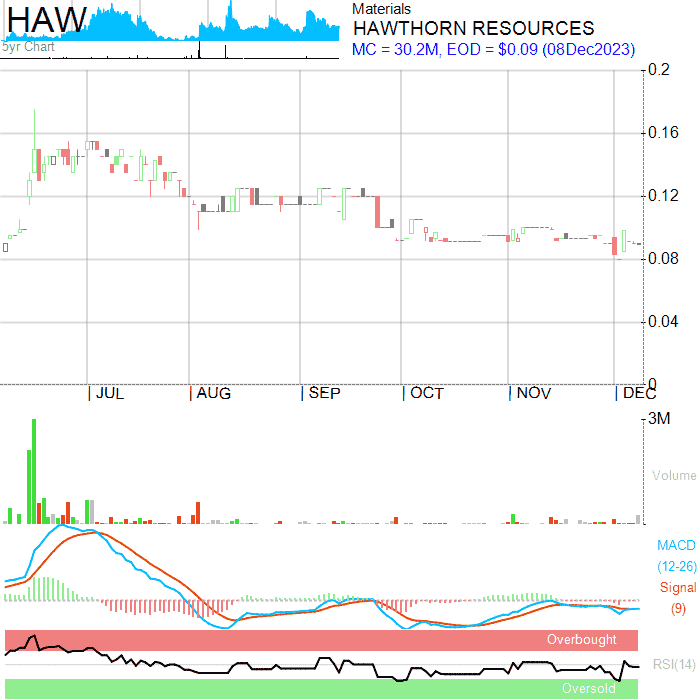 HAW
5yr Chart
Materials
HAWTHORN RESOURCES
MC = 30.2M, EOD = $0.09 (08Dec2023)
0.2
0.16
0.12
0.08
0.04
0
| JUL | AUG | SEP | OCT | NOV | DEC
3M
Volume
MACD
(12-26)
Signal
(9)
Overbought
RSI(14)
Oversold